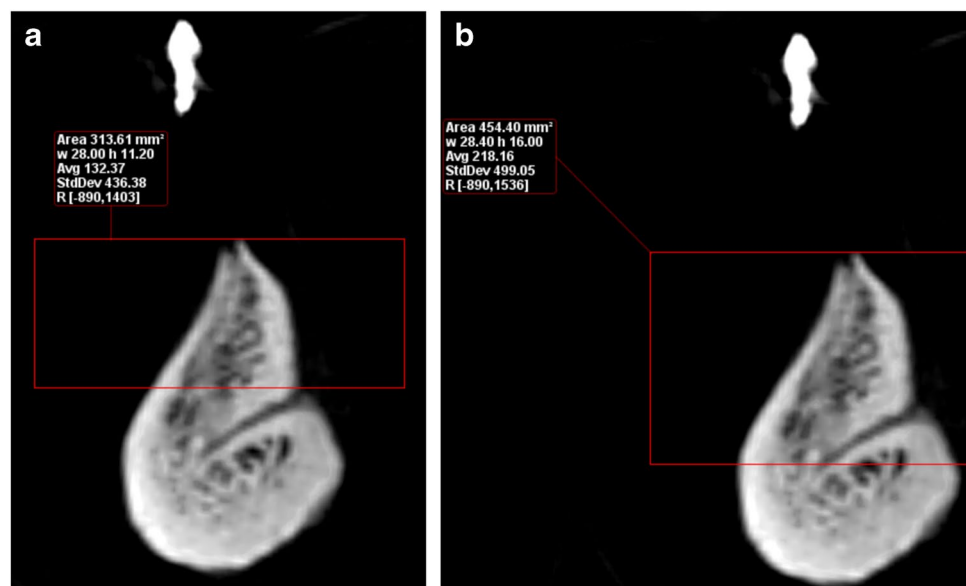 a
Area 313.61 mm²
w 28.00 h 11.20
Avg 132.37
StdDev 436.38
R [-890,1403]
b
Area 454.40 mm²
w 28.40 h 16.00
Avg 218.16
StdDev 499.05
R [-890,1536]